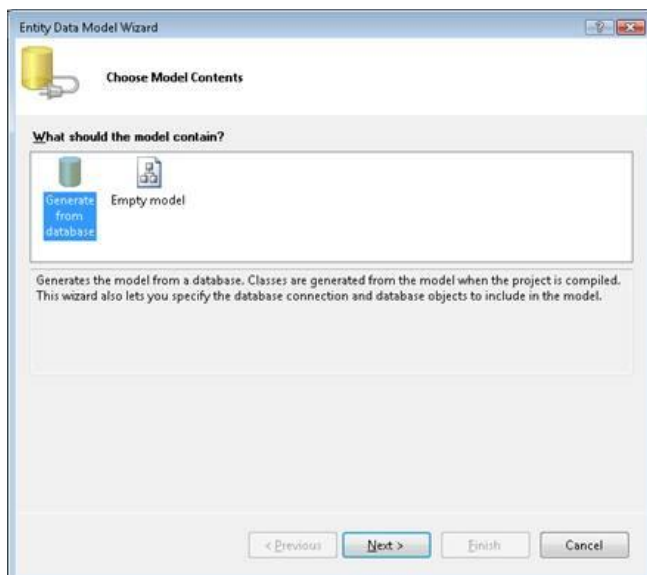 Entity Data Model Wizard
Choose Model Contents
What should the model contain?
Generate from database
Empty model
Generates the model from a database. Classes are generated from the model when the project is compiled.
This wizard also lets you specify the database connection and database objects to include in the model.
< Previous
Next >
Finish
Cancel